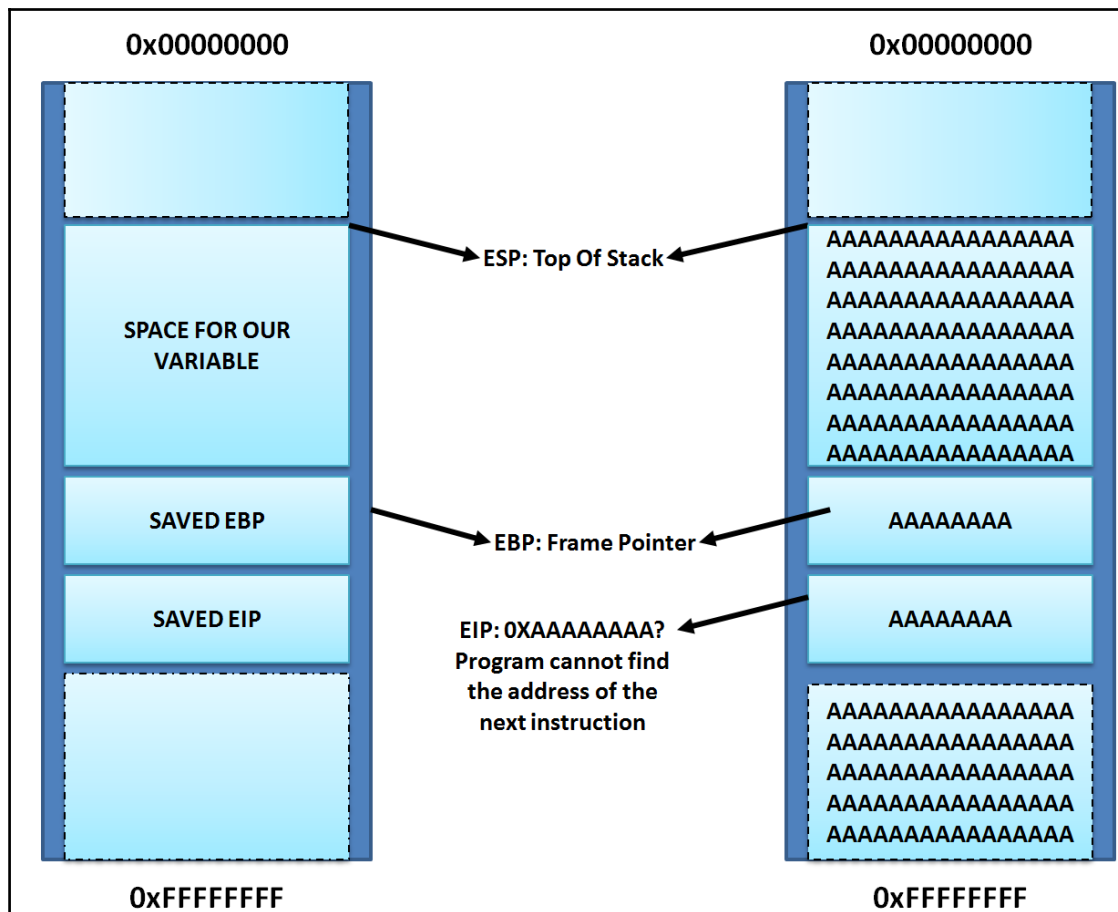 0x00000000
0x00000000
ESP: Top Of Stack
SPACE FOR OUR
VARIABLE
AAAAAAAAAAAAAAAA
AAAAAAAAAAAAAAAA
AAAAAAAAAAAAAAAA
AAAAAAAAAAAAAAAA
AAAAAAAAAAAAAAAA
AAAAAAAAAAAAAAAA
AAAAAAAAAAAAAAAA
AAAAAAAAAAAAAAAA
SAVED EBP
EBP: Frame Pointer
AAAAAAAA
SAVED EIP
EIP: 0XAAAAAAAA?
Program cannot find
the address of the
next instruction
AAAAAAAA
AAAAAAAAAAAAAAAA
AAAAAAAAAAAAAAAA
AAAAAAAAAAAAAAAA
AAAAAAAAAAAAAAAA
AAAAAAAAAAAAAAAA
0xFFFFFFFF
0xFFFFFFFF